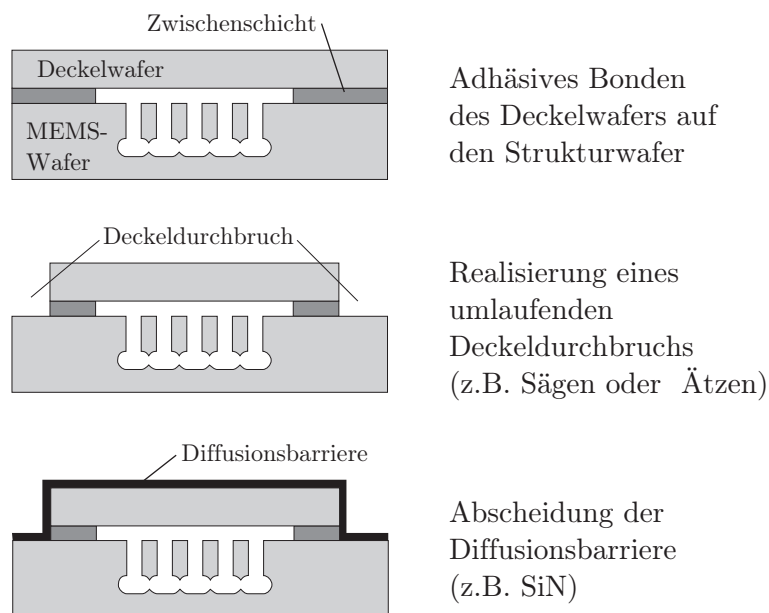 Zwischenschicht
Deckelwafer
MEMS-
Wafer
Adhäsives Bonden
des Deckelwafers auf
den Strukturwafer
Deckeldurchbruch
Realisierung eines
umlaufenden
Deckeldurchbruchs
(z.B. Sägen oder Ätzen)
Diffusionsbarriere
Abscheidung der
Diffusionsbarriere
(z.B. SiN)